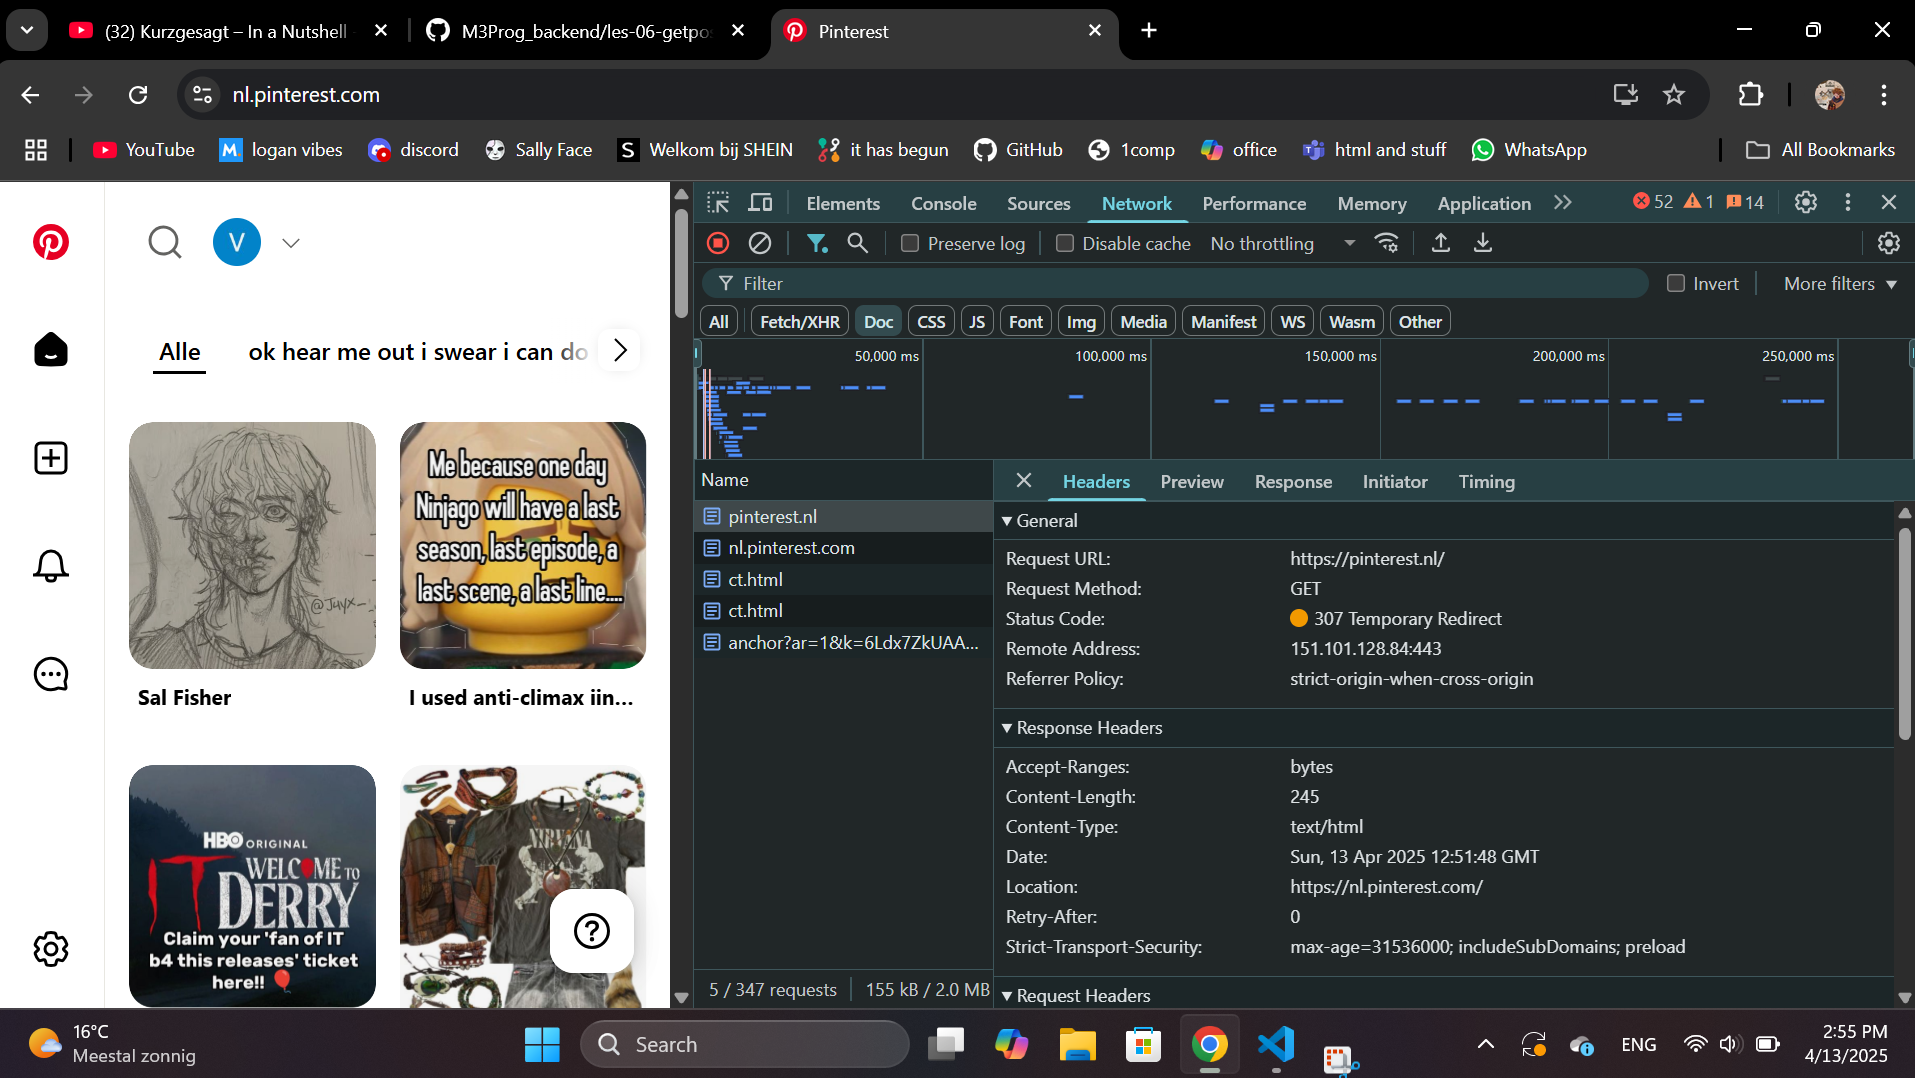 (32) Kurzgesagt – In a Nutshell
M3Prog_backend/les-06-getpo
Pinterest
nl.pinterest.com
YouTube
logan vibes
discord
Sally Face
Welkom bij SHEIN
it has begun
GitHub
1comp
office
html and stuff
WhatsApp
All Bookmarks
V
Alle
ok hear me out i swear i can do
Me because one day
Ninjago will have a last
season, last episode, a
last scene, a last line....
Sal Fisher
I used anti-climax iin...
HBO ORIGINAL
IT WELCOME TO
DERRY
Claim your 'fan of IT
b4 this releases' ticket
here!! 🎈
NIRVANA
Elements
Console
Sources
Network
Performance
Memory
Application
52
1
14
Preserve log
Disable cache
No throttling
Filter
Invert
More filters
All
Fetch/XHR
Doc
CSS
JS
Font
Img
Media
Manifest
WS
Wasm
Other
50,000 ms
100,000 ms
150,000 ms
200,000 ms
250,000 ms
Name
pinterest.nl
nl.pinterest.com
ct.html
ct.html
anchor?ar=1&k=6Ldx7ZkUAA...
5 / 347 requests
155 kB / 2.0 MB
Headers
Preview
Response
Initiator
Timing
General
Request URL: https://pinterest.nl/
Request Method: GET
Status Code: 307 Temporary Redirect
Remote Address: 151.101.128.84:443
Referrer Policy: strict-origin-when-cross-origin
Response Headers
Accept-Ranges: bytes
Content-Length: 245
Content-Type: text/html
Date: Sun, 13 Apr 2025 12:51:48 GMT
Location: https://nl.pinterest.com/
Retry-After: 0
Strict-Transport-Security: max-age=31536000; includeSubDomains; preload
Request Headers
16°C
Meestal zonnig
Search
ENG
2:55 PM
4/13/2025